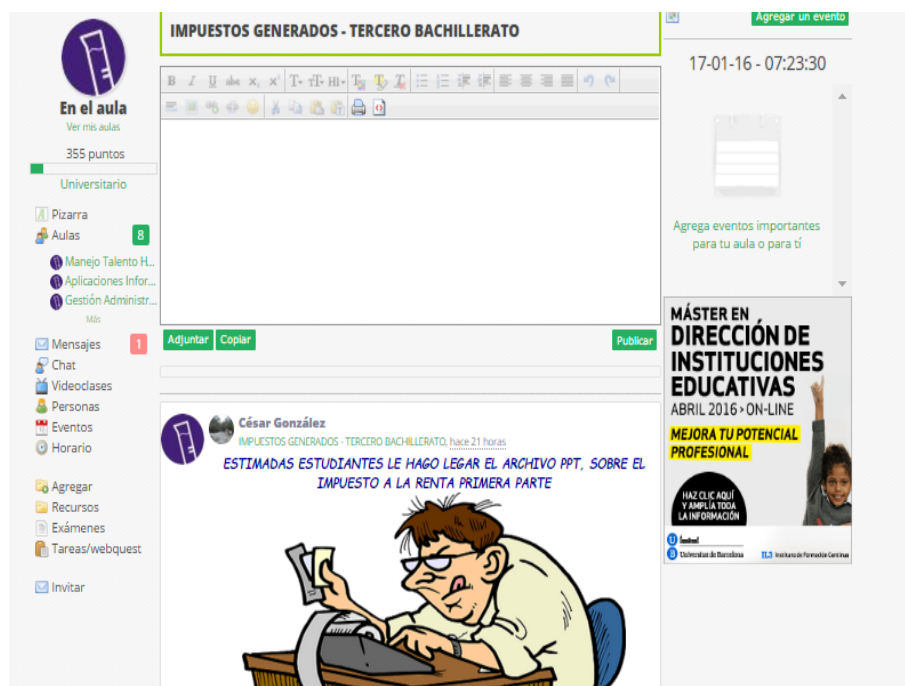 En el aula
Ver mis aulas
355 puntos
Universitario
Pizarra
Aulas 8
Manejo Talento H...
Aplicaciones Infor...
Gestión Administr...
Más
Mensajes 1
Chat
Videoclases
Personas
Eventos
Horario
Agregar
Recursos
Exámenes
Tareas/webquest
Invitar
IMPUESTOS GENERADOS - TERCERO BACHILLERATO
Adjuntar Copiar Publicar
César González
IMPUESTOS GENERADOS - TERCERO BACHILLERATO, hace 21 horas
ESTIMADAS ESTUDIANTES LE HAGO LEGAR EL ARCHIVO PPT, SOBRE EL
IMPUESTO A LA RENTA PRIMERA PARTE
Agregar un evento
17-01-16 - 07:23:30
Agrega eventos importantes
para tu aula o para tí
MÁSTER EN
DIRECCIÓN DE
INSTITUCIONES
EDUCATIVAS
ABRIL 2016 > ON-LINE
MEJORA TU POTENCIAL
PROFESIONAL
HAZ CLIC AQUÍ
Y AMPLÍA TODA
LA INFORMACIÓN
Universitat de Barcelona
IL3 Instituto de Formación Continua